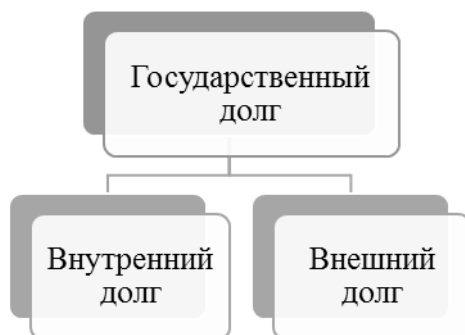 Государственный
долг
Внутренний
долг
Внешний
долг